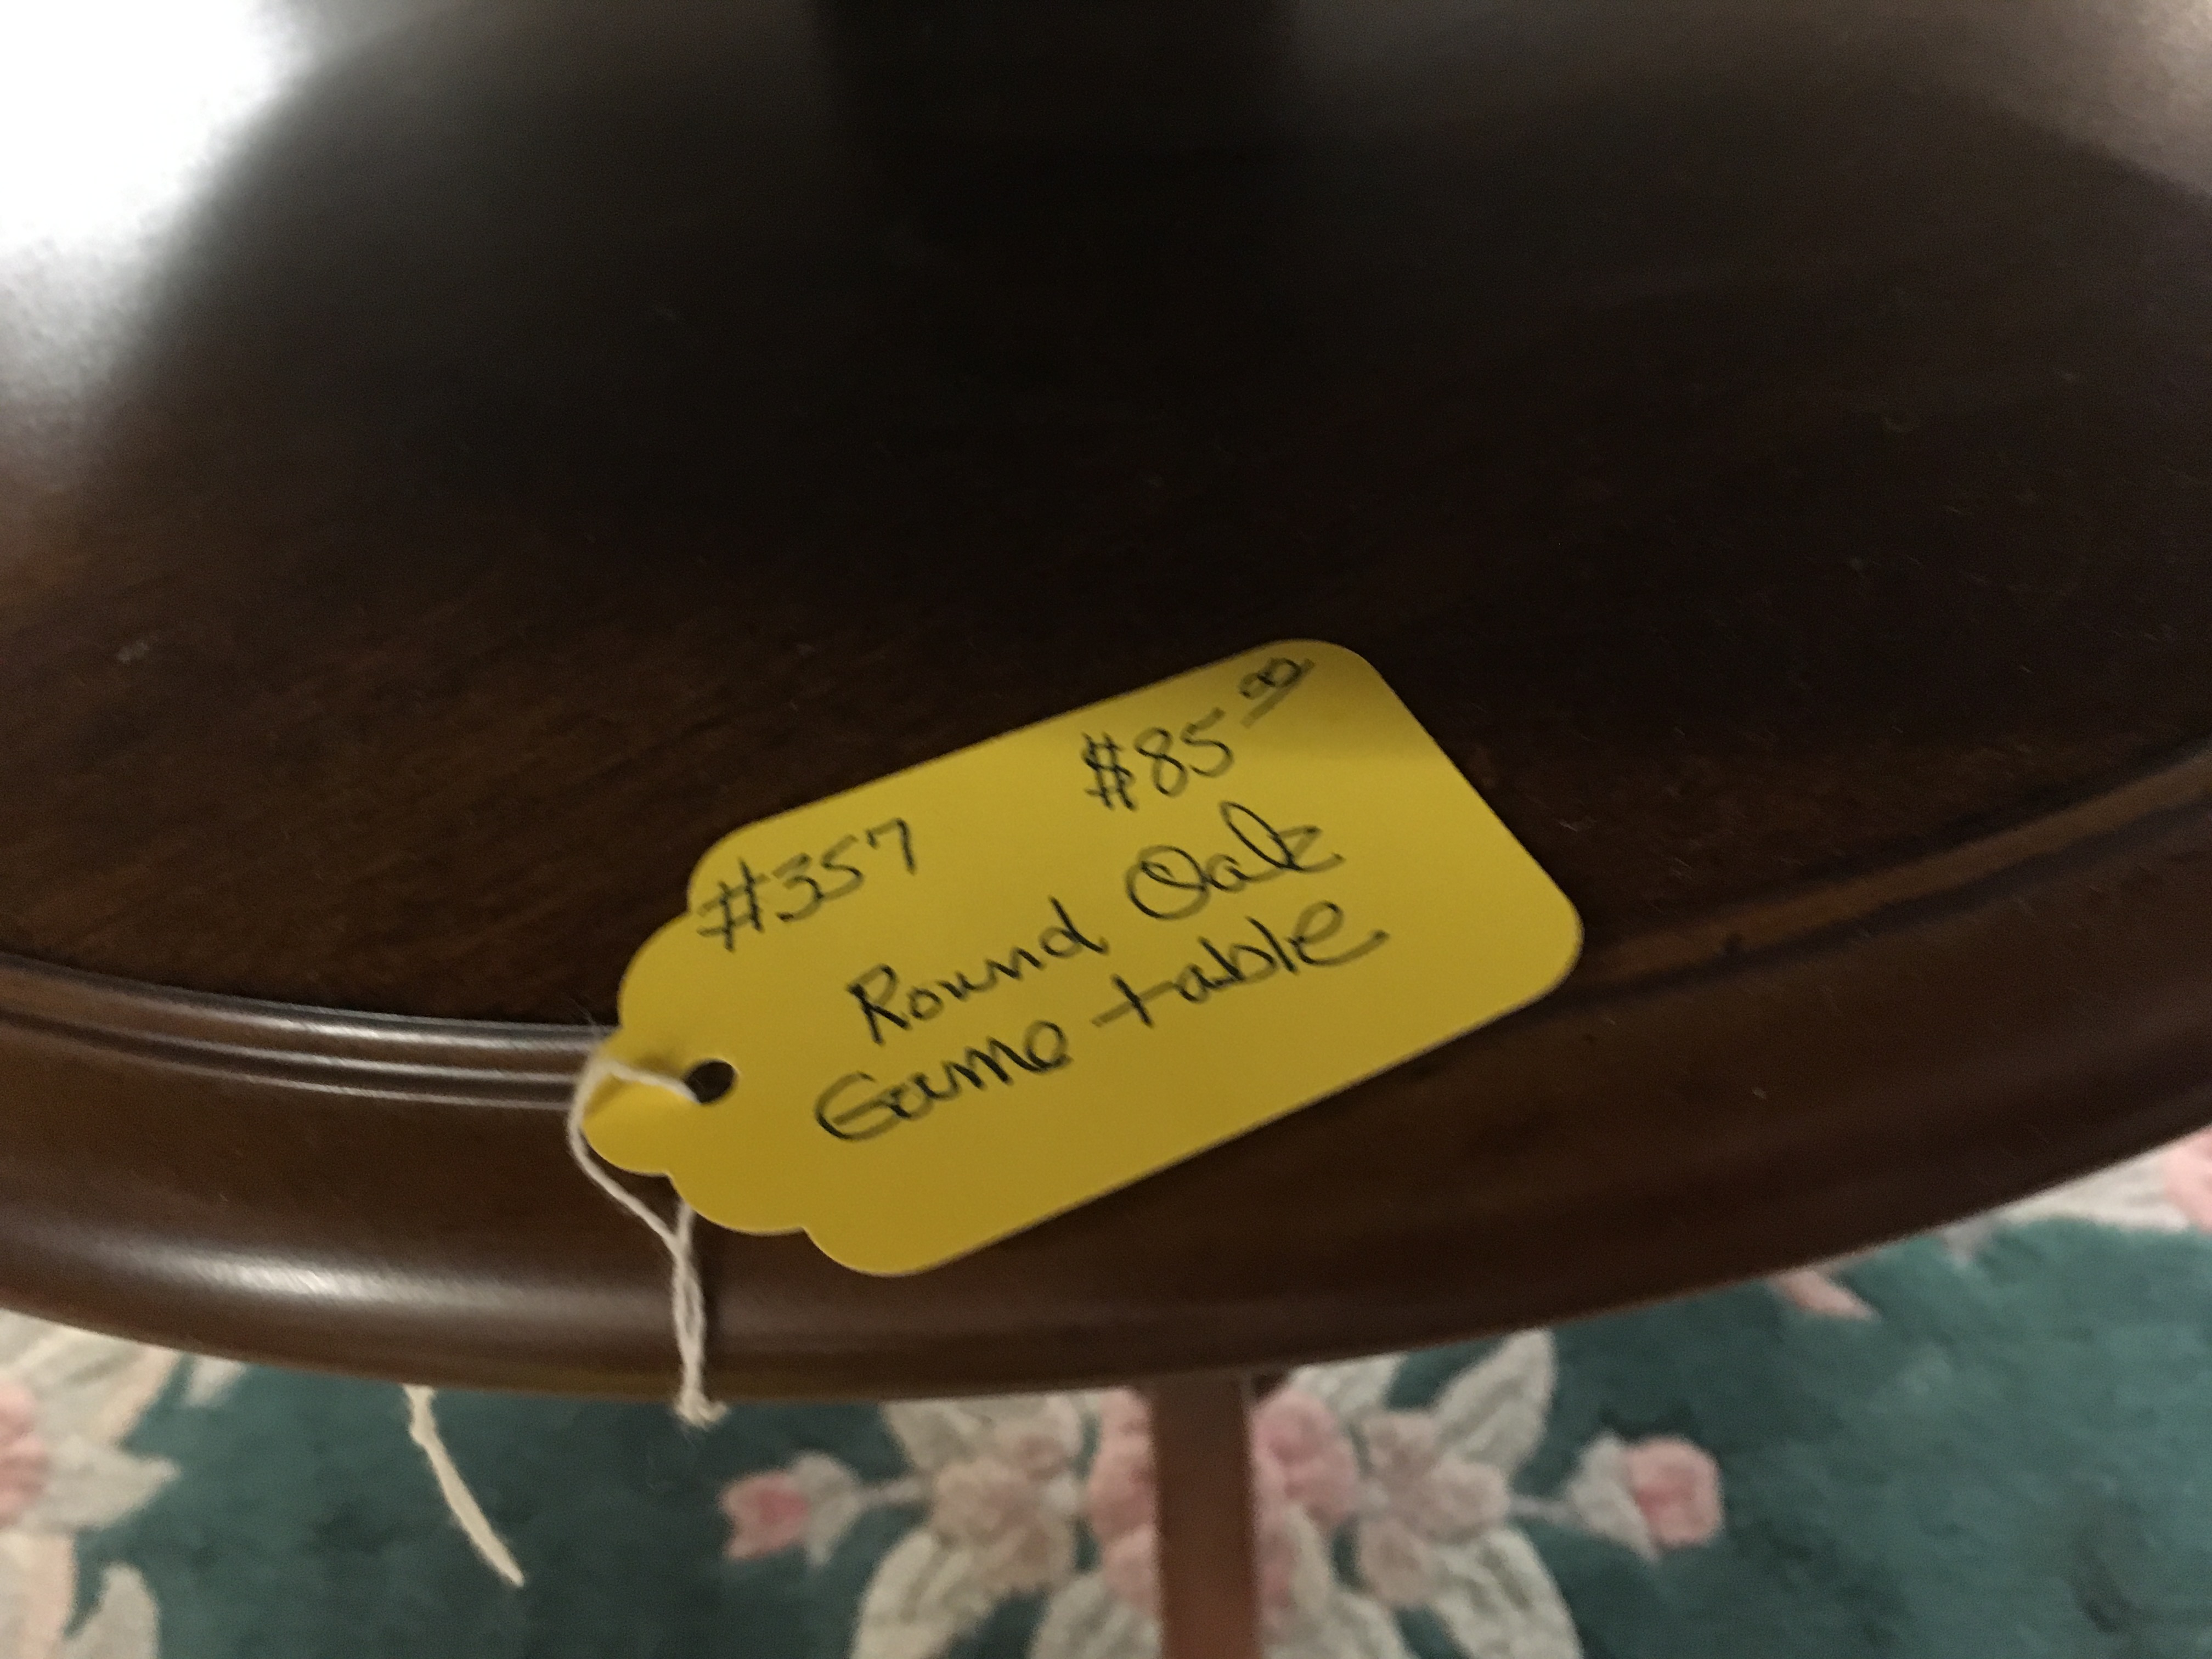 #357 $85.00
Round Oak
Game table